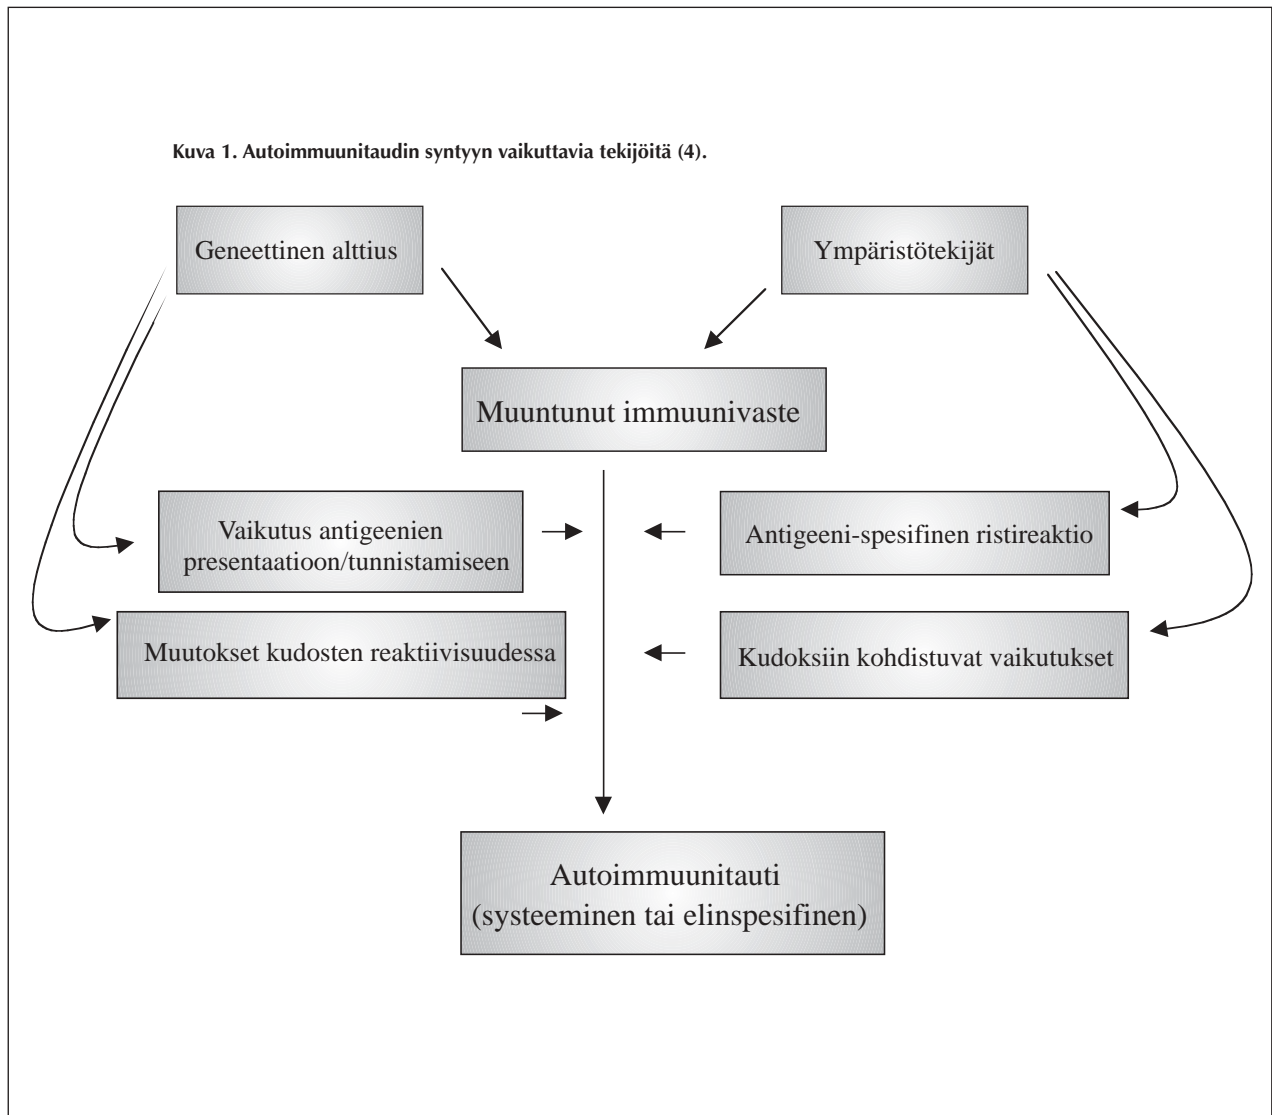 Kuva 1. Autoimmuunitaudin syntyyn vaikuttavia tekijöitä (4).
Geneettinen alttius
Ympäristötekijät
Muuntunut immuunivaste
Vaikutus antigeenien
presentaatioon/tunnistamiseen
Antigeeni-spesifinen ristireaktio
Muutokset kudosten reaktiivisuudessa
Kudoksiin kohdistuvat vaikutukset
Autoimmuunitauti
(systeeminen tai elinspesifinen)